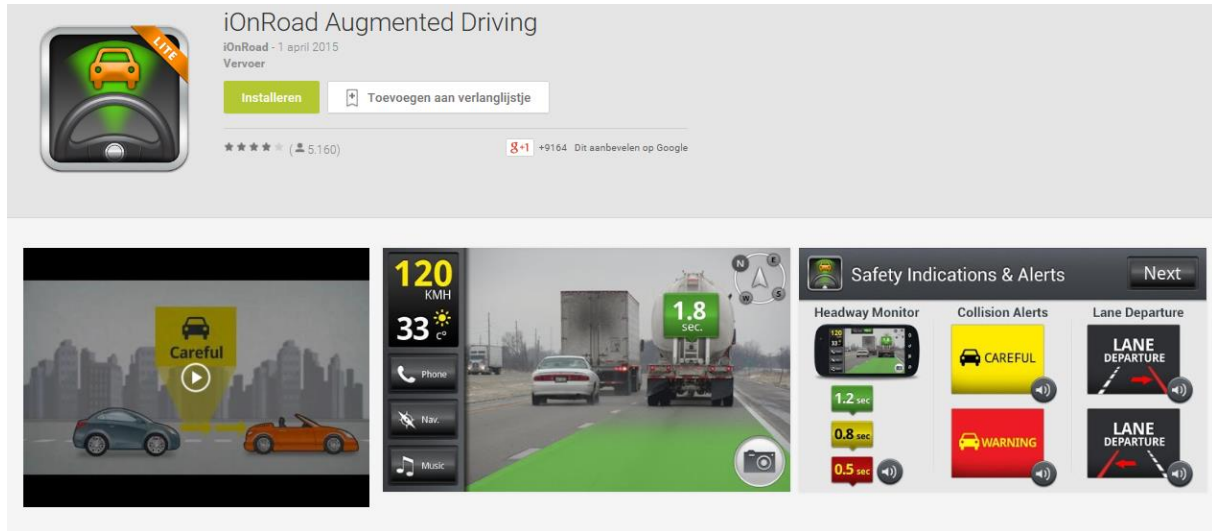 iOnRoad Augmented Driving
LITE
iOnRoad - 1 april 2015
Vervoer
Installeren
Toevoegen aan verlanglijstje
(5.160)
g+1 +9164 Dit aanbevelen op Google
Careful
120
KMH
33 c°
Phone
Nav.
Music
1.8
sec.
N
E
W
S
Safety Indications & Alerts
Next
Headway Monitor
Collision Alerts
Lane Departure
1.2 sec
0.8 sec
0.5 sec
CAREFUL
WARNING
LANE
DEPARTURE
LANE
DEPARTURE